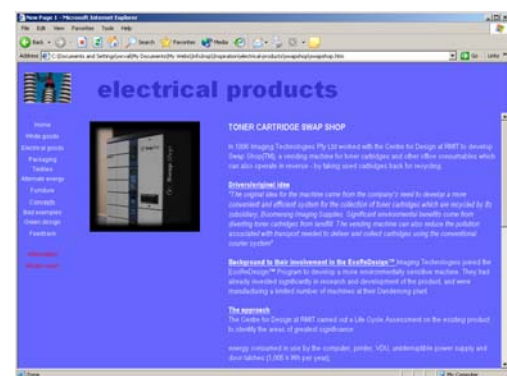 New Page 1 - Microsoft Internet Explorer
File Edit View Favorites Tools Help
Back Search Favorites Media
Address C:\Documents and Settings\ Go Links
electrical products
Home
White goods
Electrical goods
Packaging
Textiles
Alternate energy
Furniture
Concepts
Bad examples
Green design
Feedback
TONER CARTRIDGE SWAP SHOP
In 1996 Imaging Technologies Pty Ltd worked with the Centre for Design at RMIT to develop
Swap Shop(TM), a vending machine for toner cartridges and other office consumables which
can also operate in reverse - by taking used cartridges back for recycling.
Drivers/original idea
"The original idea for the machine came from the company's need to develop a more
convenient and efficient system for the collection of toner cartridges which are recycled by its
subsidiary, Boomerang Imaging Supplies. Significant environmental benefits come from
diverting toner cartridges from landfill. The vending machine can also reduce the pollution
associated with transport needed to deliver and collect cartridges using the conventional
courier system"
Background to their involvement in the EcoReDesign™ Imaging Technologies joined the
EcoReDesign™ Program to develop a more environmentally sensitive machine. They had
already invested significantly in research and development of the product, and were
manufacturing a limited number of machines at their Dandenong plant.
The approach
The Centre for Design at RMIT carried out a Life Cycle Assessment on the existing product
to identify the areas of greatest significance
energy consumed in use by the computer, printer, VDU, uninterruptible power supply and
door latches (1,005 k Wh per year);
Done My Computer